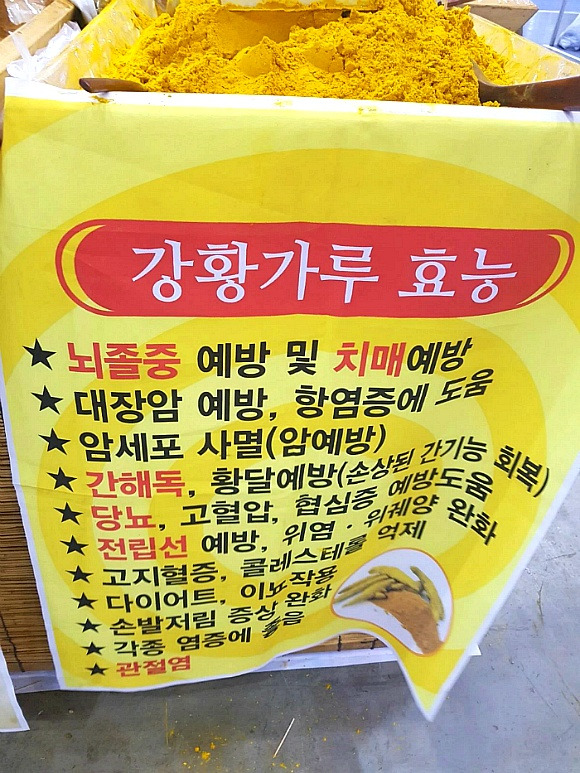 강황가루 효능
★ 뇌졸중 예방 및 치매예방
★ 대장암 예방, 항염증에 도움
★ 암세포 사멸(암예방)
★ 간해독, 황달예방(손상된 간기능 회복)
★ 당뇨, 고혈압, 협심증 예방도움
★ 전립선 예방, 위염·위궤양 완화
★ 고지혈증, 콜레스테롤 억제
★ 다이어트, 이뇨작용
★ 손발저림 증상 완화
★ 각종 염증에 좋음
★ 관절염